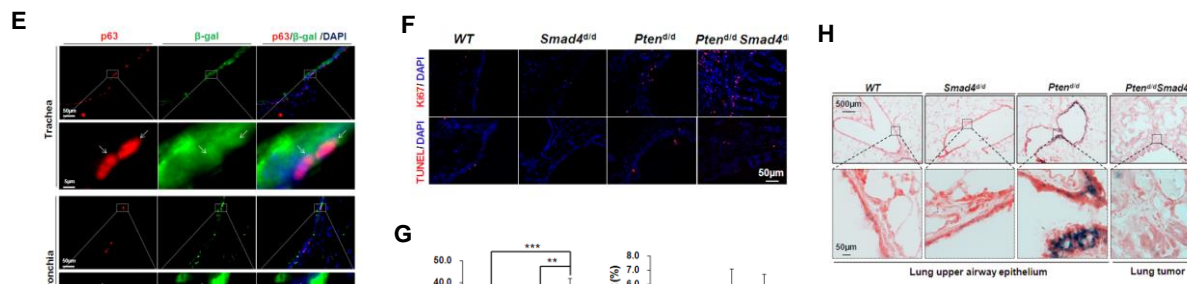 E
p63
β-gal
p63/β-gal /DAPI
Trachea
50μm
5μm
ronchia
50μm
F
WT
Smad4d/d
Ptend/d
Ptend/d Smad4d/
Ki67/ DAPI
TUNEL/ DAPI
50μm
G
***
**
50.0
40.0
(%)
8.0
7.0
6.0
H
WT
Smad4d/d
Ptend/d
Ptend/dSmad4
500μm
50μm
Lung upper airway epithelium
Lung tumor